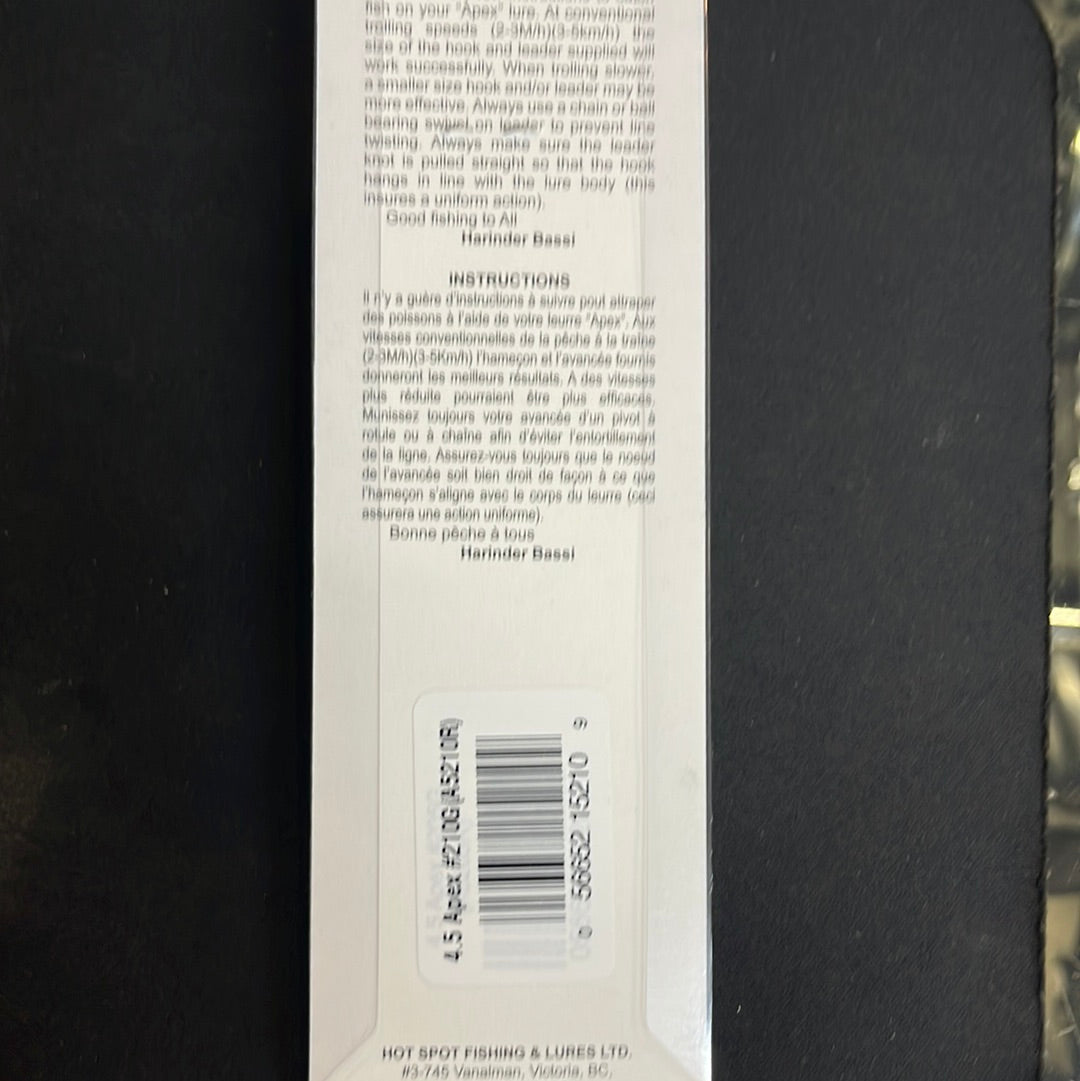 fish on your "Apex" lure. At conventional
trolling speeds (2-3M/h)(3-5km/h) the
size of the hook and leader supplied will
work successfully. When trolling slower,
a smaller size hook and/or leader may be
more effective. Always use a chain or ball
bearing swivel on leader to prevent line
twisting. Always make sure the leader
knot is pulled straight so that the hook
hangs in line with the lure body (this
insures a uniform action).
Good fishing to All
Harinder Bassi
INSTRUCTIONS
Il n'y a guère d'instructions à suivre pout attraper
des poissons à l'aide de votre leurre "Apex". Aux
vitesses conventionnelles de la pêche à la traîne
(2-3M/h)(3-5Km/h) l'hameçon et l'avancée fournis
donneront les meilleurs résultats. A des vitesses
plus réduite pourraient être plus efficaces.
Munissez toujours votre avancée d'un pivot à
rotule ou à chaîne afin d'éviter l'entortillement
de la ligne. Assurez-vous toujours que le noeud
de l'avancée soit bien droit de façon à ce que
l'hameçon s'aligne avec le corps du leurre (ceci
assurera une action uniforme).
Bonne pêche à tous
Harinder Bassi
4.5 Apex #210G (A5210R)
0 56652 15210 9
HOT SPOT FISHING & LURES LTD.
#3-745 Vanalman, Victoria, BC,